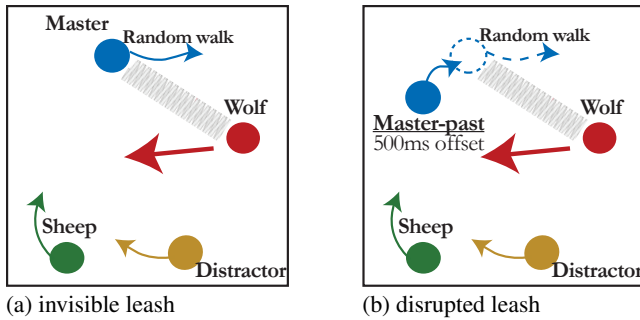 Master
Random walk
Wolf
Sheep
Distractor
(a) invisible leash
Random walk
Wolf
Master-past
500ms offset
Sheep
Distractor
(b) disrupted leash